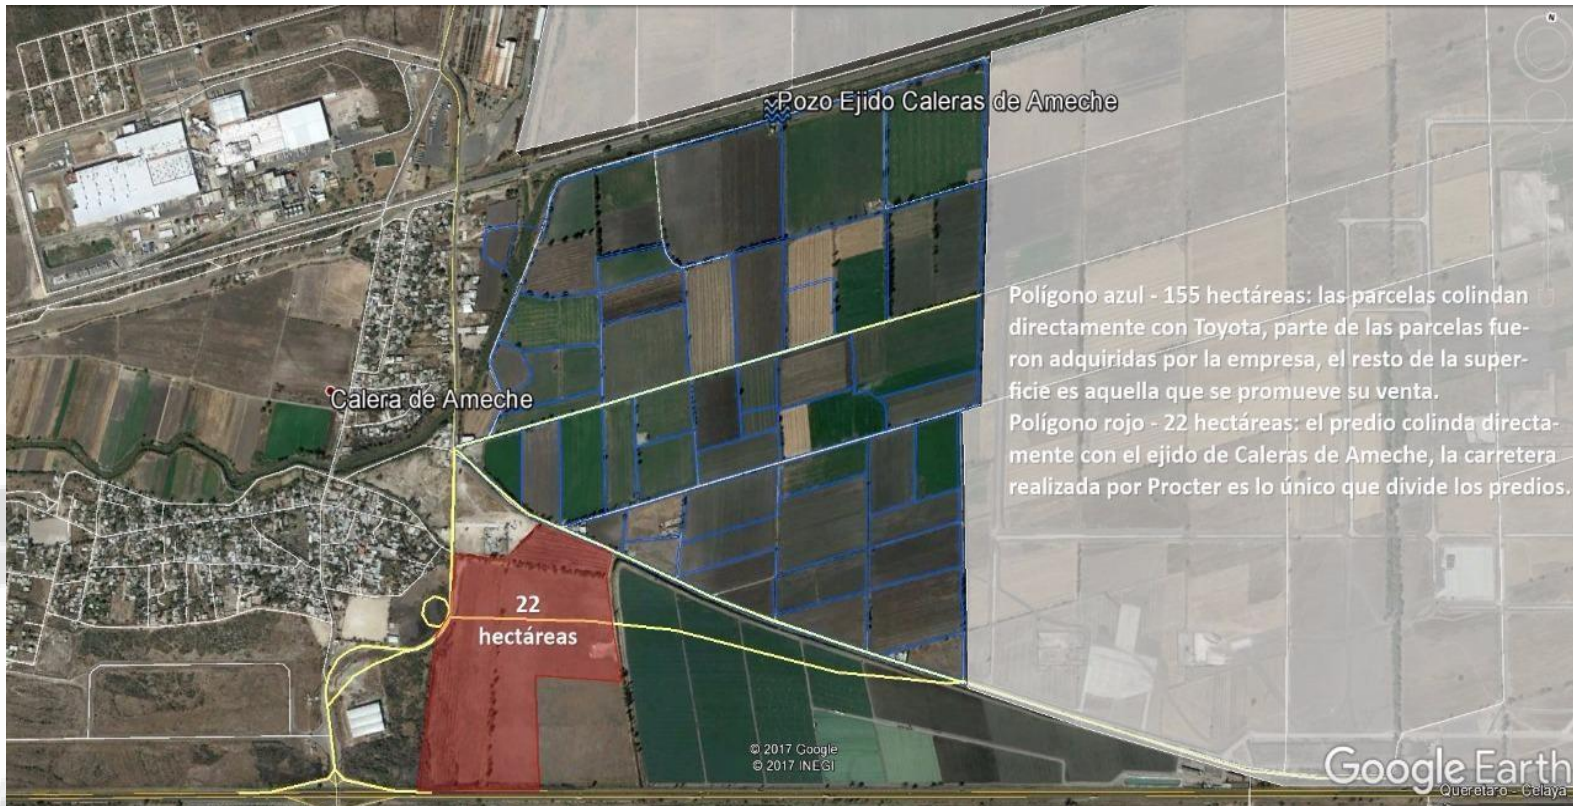 N
Pozo Ejido Caleras de Ameche
Polígono azul - 155 hectáreas: las parcelas colindan
directamente con Toyota, parte de las parcelas fue-
ron adquiridas por la empresa, el resto de la super-
ficie es aquella que se promueve su venta.
Polígono rojo - 22 hectáreas: el predio colinda directa-
mente con el ejido de Caleras de Ameche, la carretera
realizada por Procter es lo único que divide los predios.
Calera de Ameche
22
hectáreas
© 2017 Google
© 2017 INEGI
Google Earth
Querétaro - Celaya